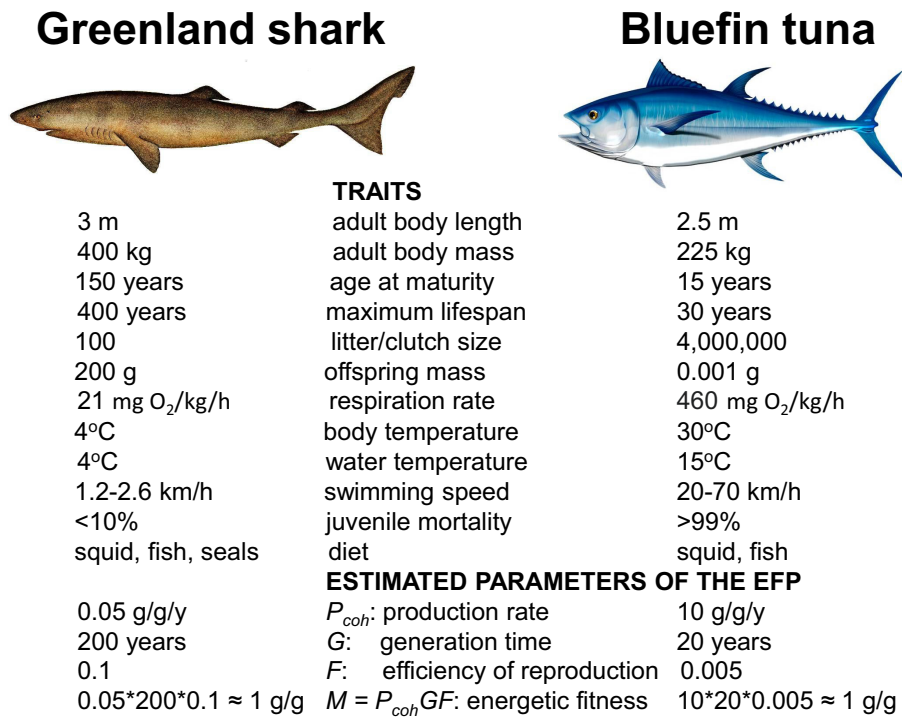 Greenland shark Bluefin tuna
TRAITS
3 m adult body length 2.5 m
400 kg adult body mass 225 kg
150 years age at maturity 15 years
400 years maximum lifespan 30 years
100 litter/clutch size 4,000,000
200 g offspring mass 0.001 g
21 mg O₂/kg/h respiration rate 460 mg O₂/kg/h
4°C body temperature 30°C
4°C water temperature 15°C
1.2-2.6 km/h swimming speed 20-70 km/h
<10% juvenile mortality >99%
squid, fish, seals diet squid, fish
ESTIMATED PARAMETERS OF THE EFP
0.05 g/g/y P_coh: production rate 10 g/g/y
200 years G: generation time 20 years
0.1 F: efficiency of reproduction 0.005
0.05*200*0.1 ≈ 1 g/g M = P_cohGF: energetic fitness 10*20*0.005 ≈ 1 g/g